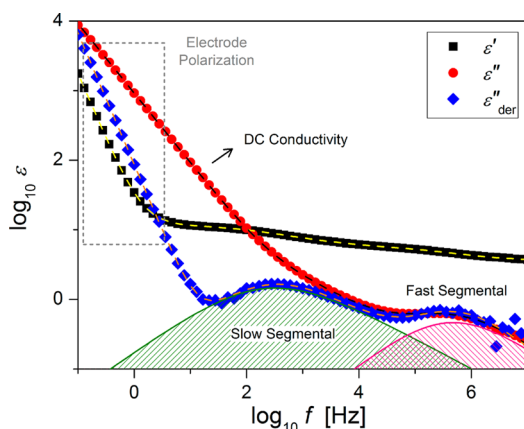 4
2
0
0
2
4
6
log₁₀ ε
log₁₀ f [Hz]
Electrode
Polarization
DC Conductivity
Slow Segmental
Fast Segmental
ε'
ε''
ε''der